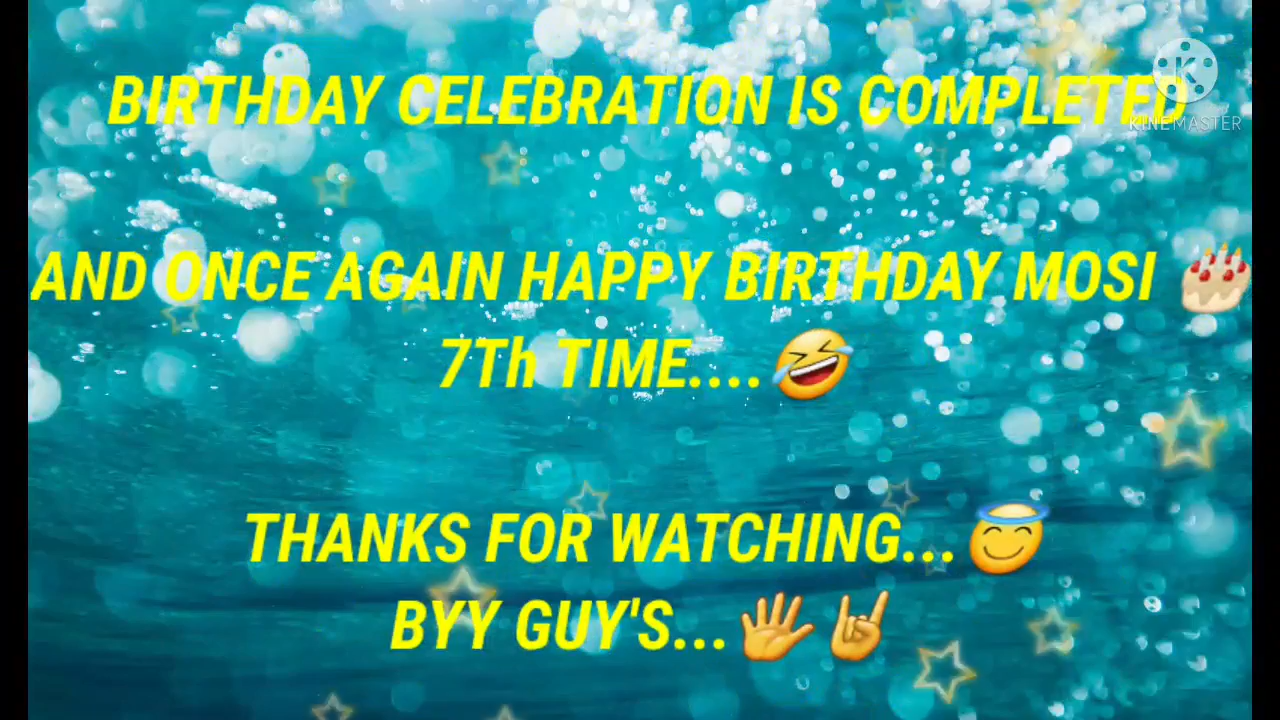 BIRTHDAY CELEBRATION IS COMPLETED
KINEMASTER
AND ONCE AGAIN HAPPY BIRTHDAY MOSI 🎂
7Th TIME....🤣
THANKS FOR WATCHING...😇
BYY GUY'S...👋🤘